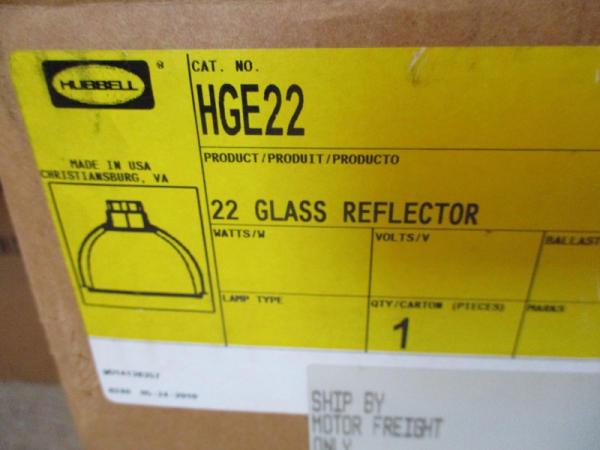 HUBBELL ®
CAT. NO.
HGE22
MADE IN USA
CHRISTIANSBURG, VA
PRODUCT/PRODUIT/PRODUCTO
22 GLASS REFLECTOR
WATTS/W
VOLTS/V
BALLAST
LAMP TYPE
QTY/CARTON (PIECES)
MARKS
1
SHIP BY
MOTOR FREIGHT
ONLY